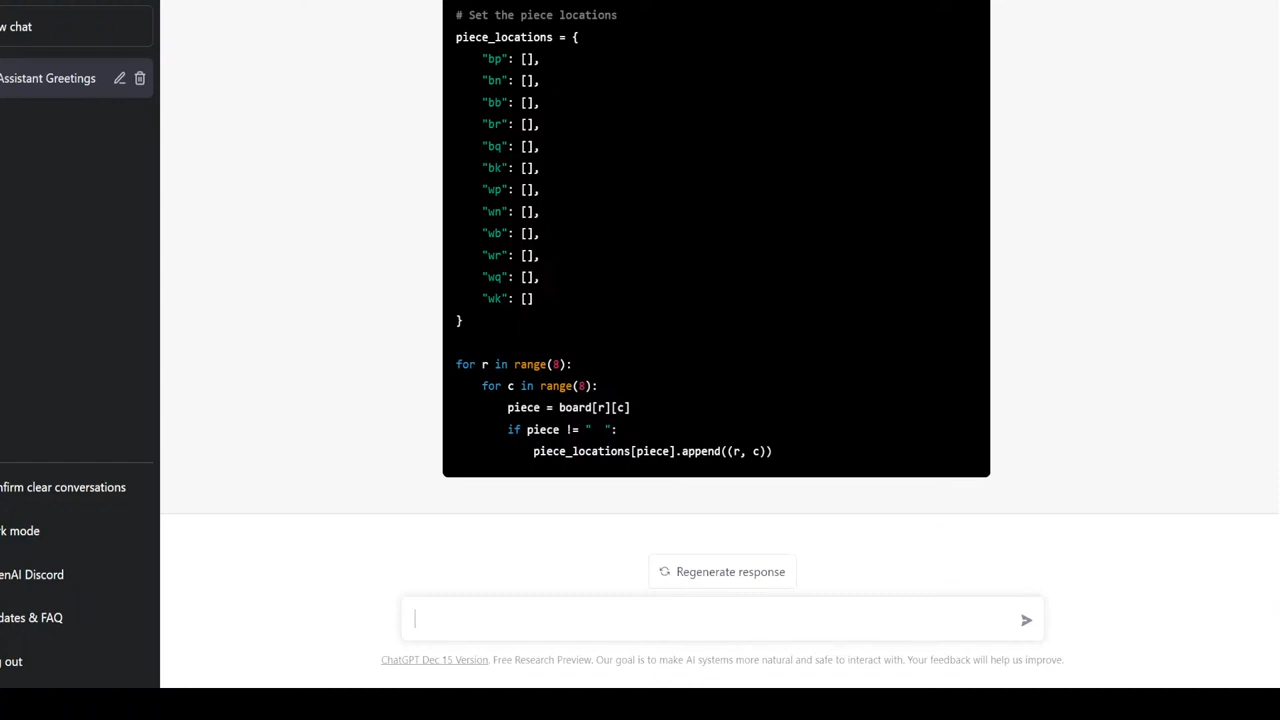 w chat
Assistant Greetings
nfirm clear conversations
rk mode
enAI Discord
dates & FAQ
g out
# Set the piece locations
piece_locations = {
"bp": [],
"bn": [],
"bb": [],
"br": [],
"bq": [],
"bk": [],
"wp": [],
"wn": [],
"wb": [],
"wr": [],
"wq": [],
"wk": []
}
for r in range(8):
for c in range(8):
piece = board[r][c]
if piece != "  ":
piece_locations[piece].append((r, c))
Regenerate response
ChatGPT Dec 15 Version. Free Research Preview. Our goal is to make AI systems more natural and safe to interact with. Your feedback will help us improve.